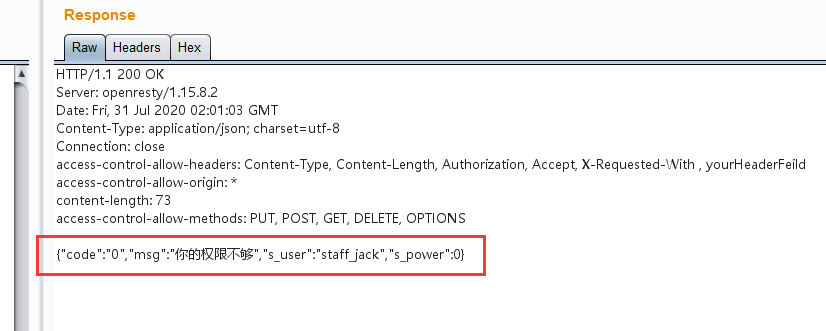 Response
Raw Headers Hex
HTTP/1.1 200 OK
Server: openresty/1.15.8.2
Date: Fri, 31 Jul 2020 02:01:03 GMT
Content-Type: application/json; charset=utf-8
Connection: close
access-control-allow-headers: Content-Type, Content-Length, Authorization, Accept, X-Requested-With , yourHeaderFeild
access-control-allow-origin: *
content-length: 73
access-control-allow-methods: PUT, POST, GET, DELETE, OPTIONS
{"code":"0","msg":"你的权限不够","s_user":"staff_jack","s_power":0}